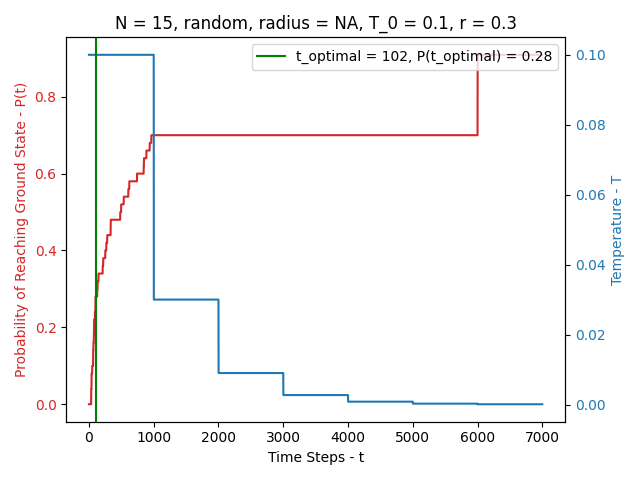 N = 15, random, radius = NA, T_0 = 0.1, r = 0.3
t_optimal = 102, P(t_optimal) = 0.28
Probability of Reaching Ground State - P(t)
0.8
0.6
0.4
0.2
0.0
0.10
0.08
0.06
0.04
0.02
0.00
Temperature - T
0 1000 2000 3000 4000 5000 6000 7000
Time Steps - t